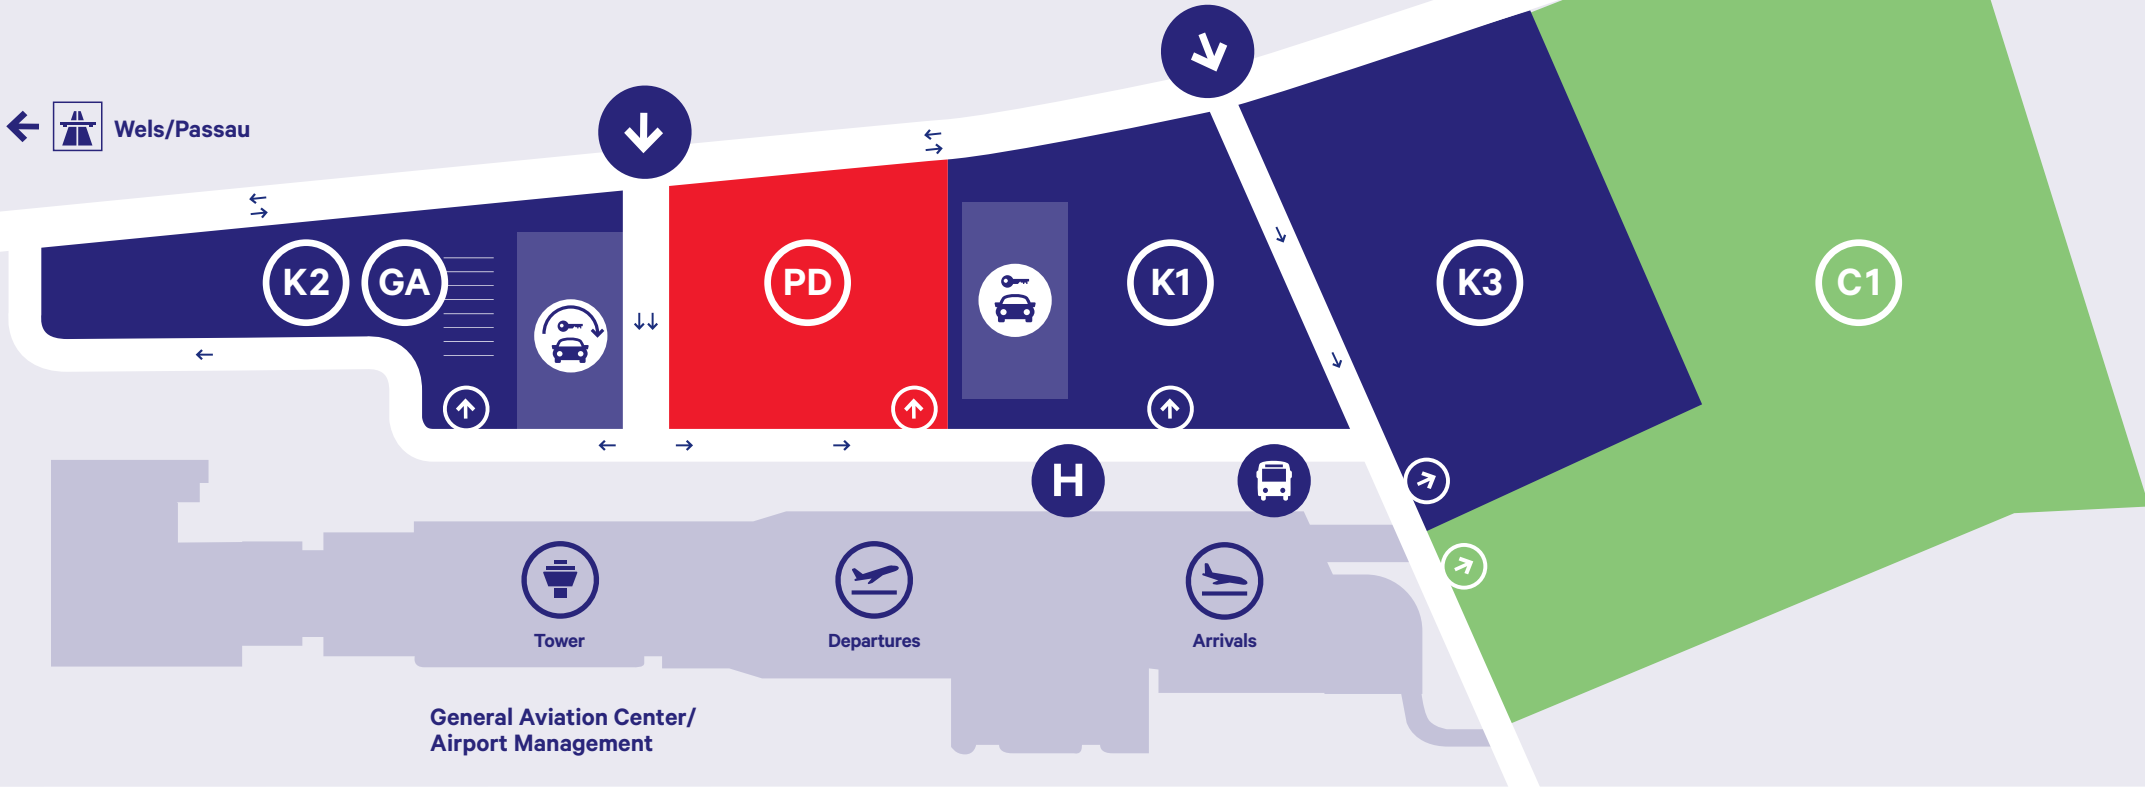 Wels/Passau
K2
GA
PD
K1
K3
C1
H
Tower
Departures
Arrivals
General Aviation Center/
Airport Management